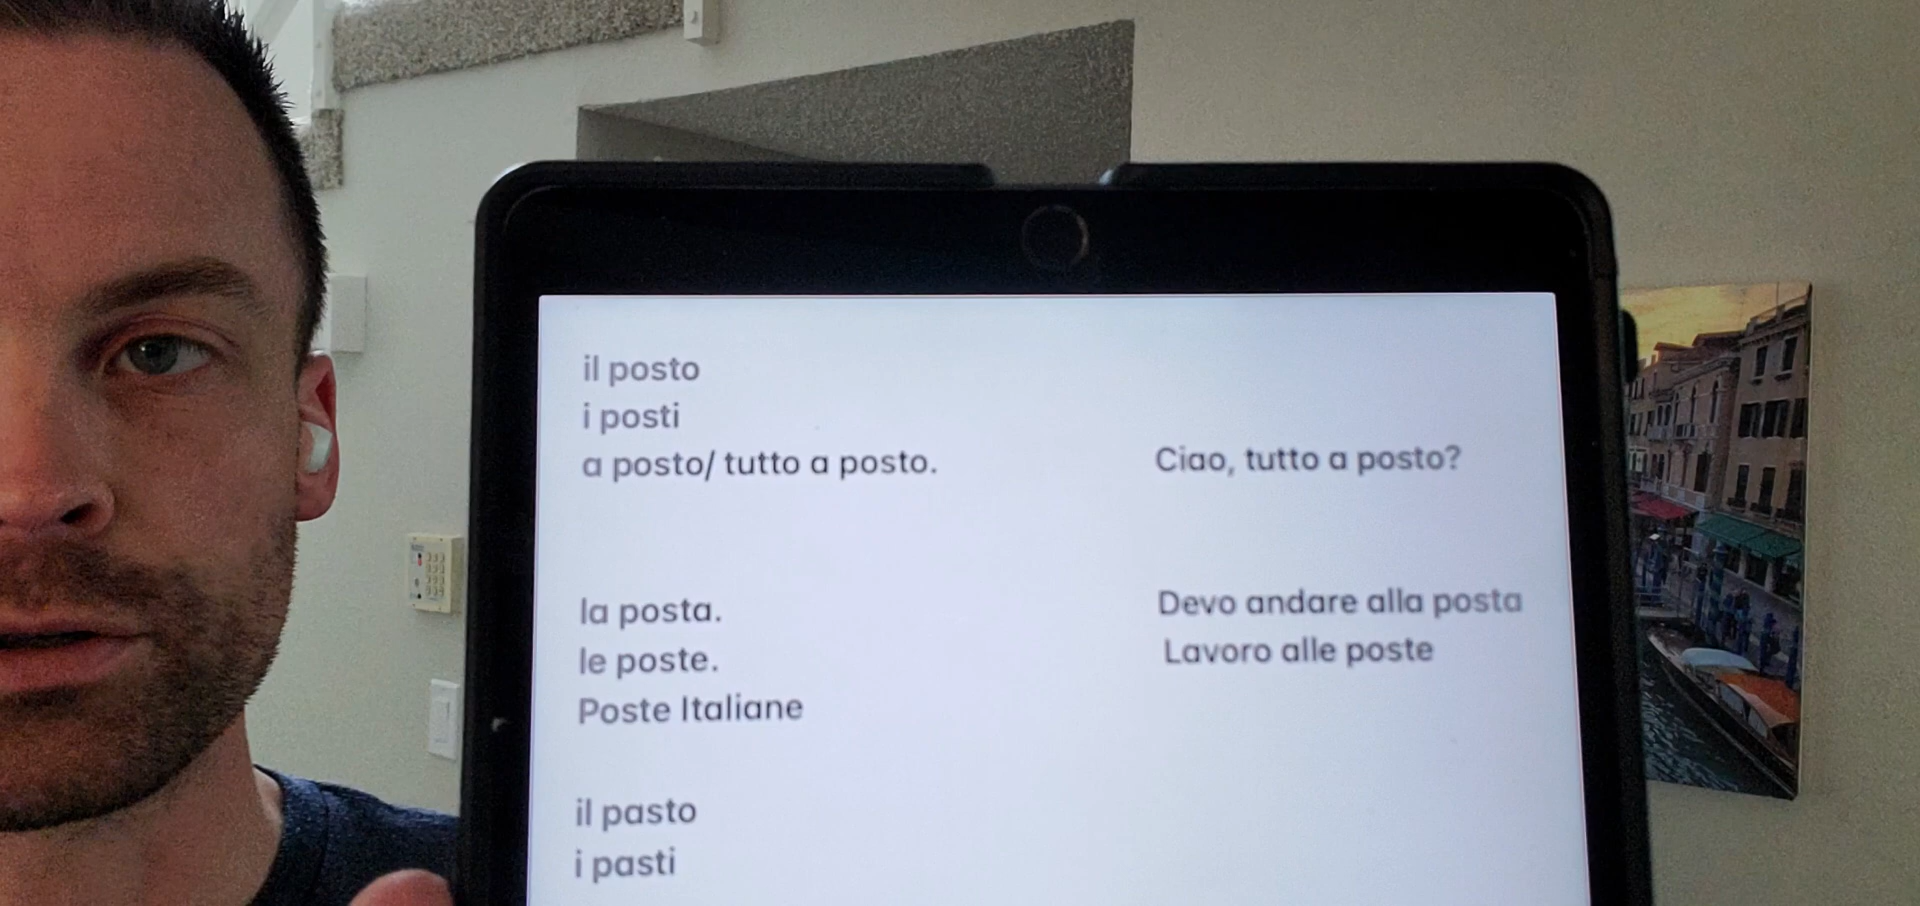 il posto
i posti
a posto/ tutto a posto.
Ciao, tutto a posto?
la posta.
le poste.
Poste Italiane
Devo andare alla posta
Lavoro alle poste
il pasto
i pasti